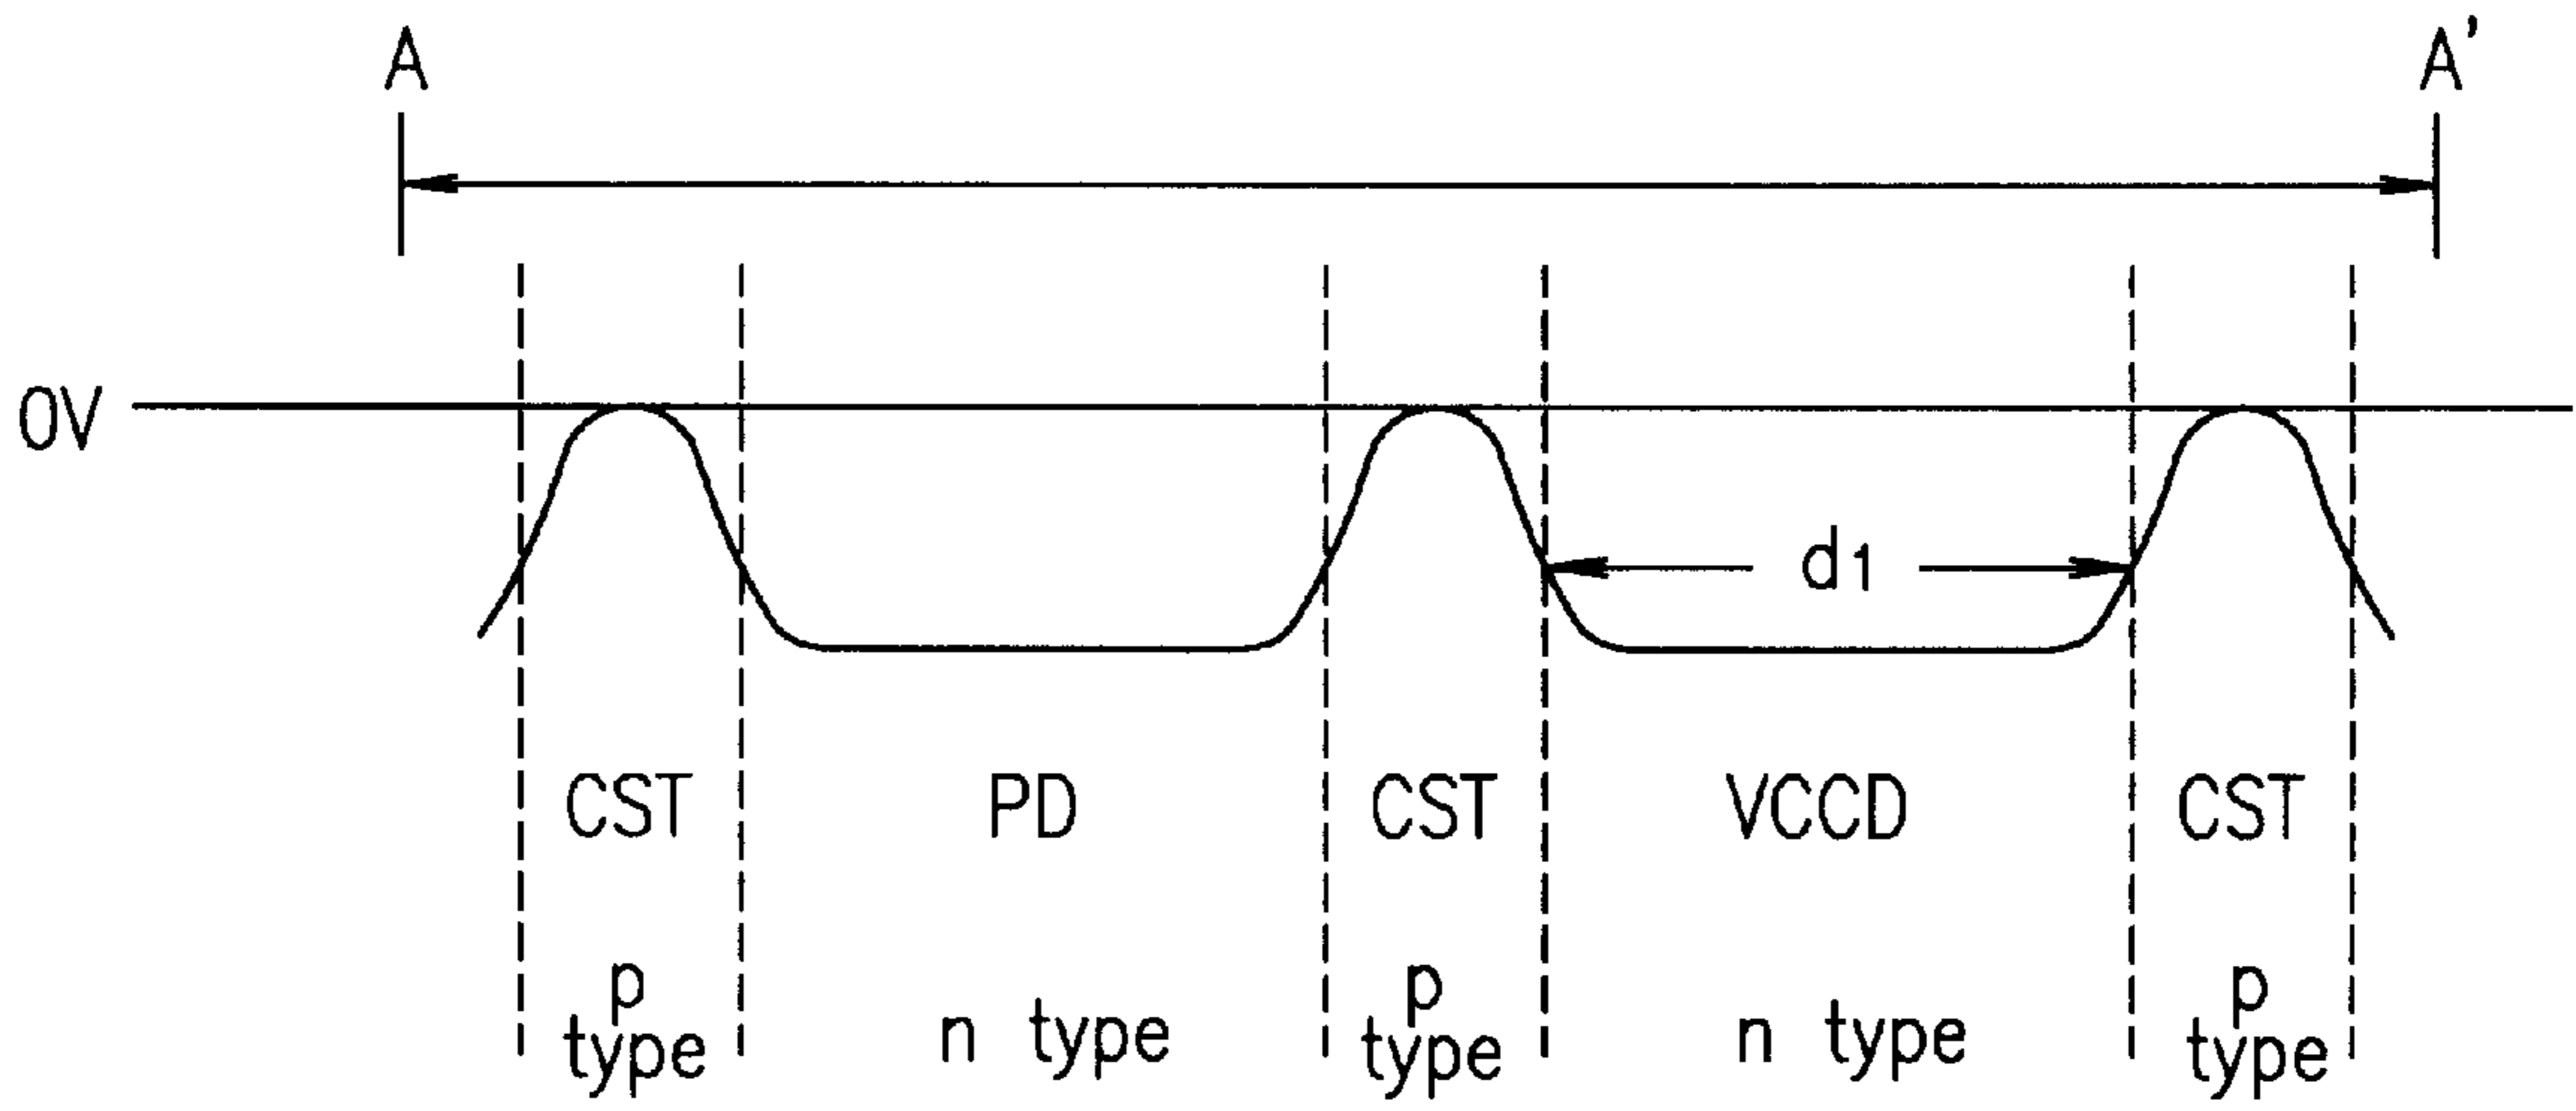 A A'
0V
d1
CST PD CST VCCD CST
p p p
type n type type n type type